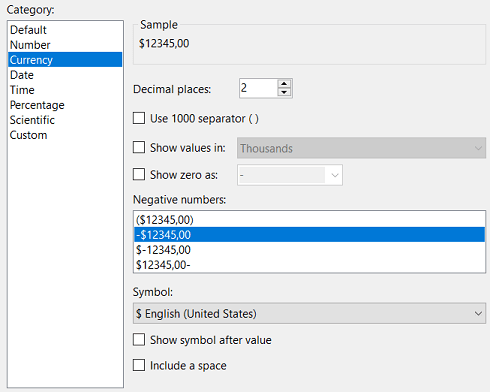 Category:
Default
Number
Currency
Date
Time
Percentage
Scientific
Custom
Sample
$12345,00
Decimal places: 2
Use 1000 separator ( )
Show values in: Thousands
Show zero as: -
Negative numbers:
($12345,00)
-$12345,00
$-12345,00
$12345,00-
Symbol:
$ English (United States)
Show symbol after value
Include a space